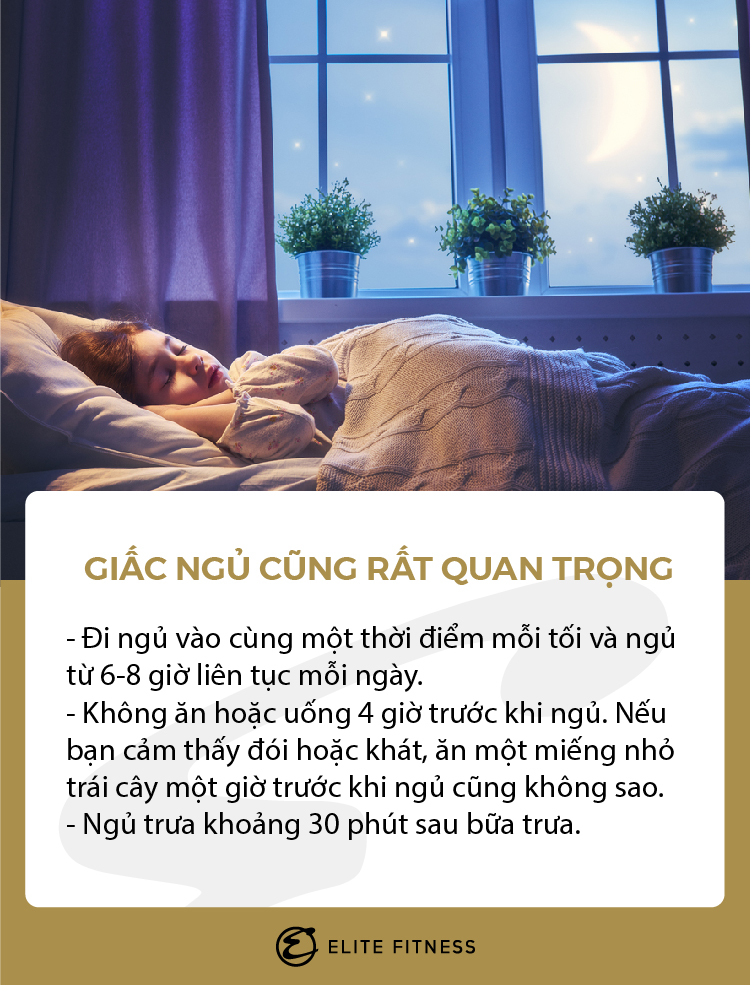 GIẤC NGỦ CŨNG RẤT QUAN TRỌNG
- Đi ngủ vào cùng một thời điểm mỗi tối và ngủ
từ 6-8 giờ liên tục mỗi ngày.
- Không ăn hoặc uống 4 giờ trước khi ngủ. Nếu
bạn cảm thấy đói hoặc khát, ăn một miếng nhỏ
trái cây một giờ trước khi ngủ cũng không sao.
- Ngủ trưa khoảng 30 phút sau bữa trưa.
ELITE FITNESS